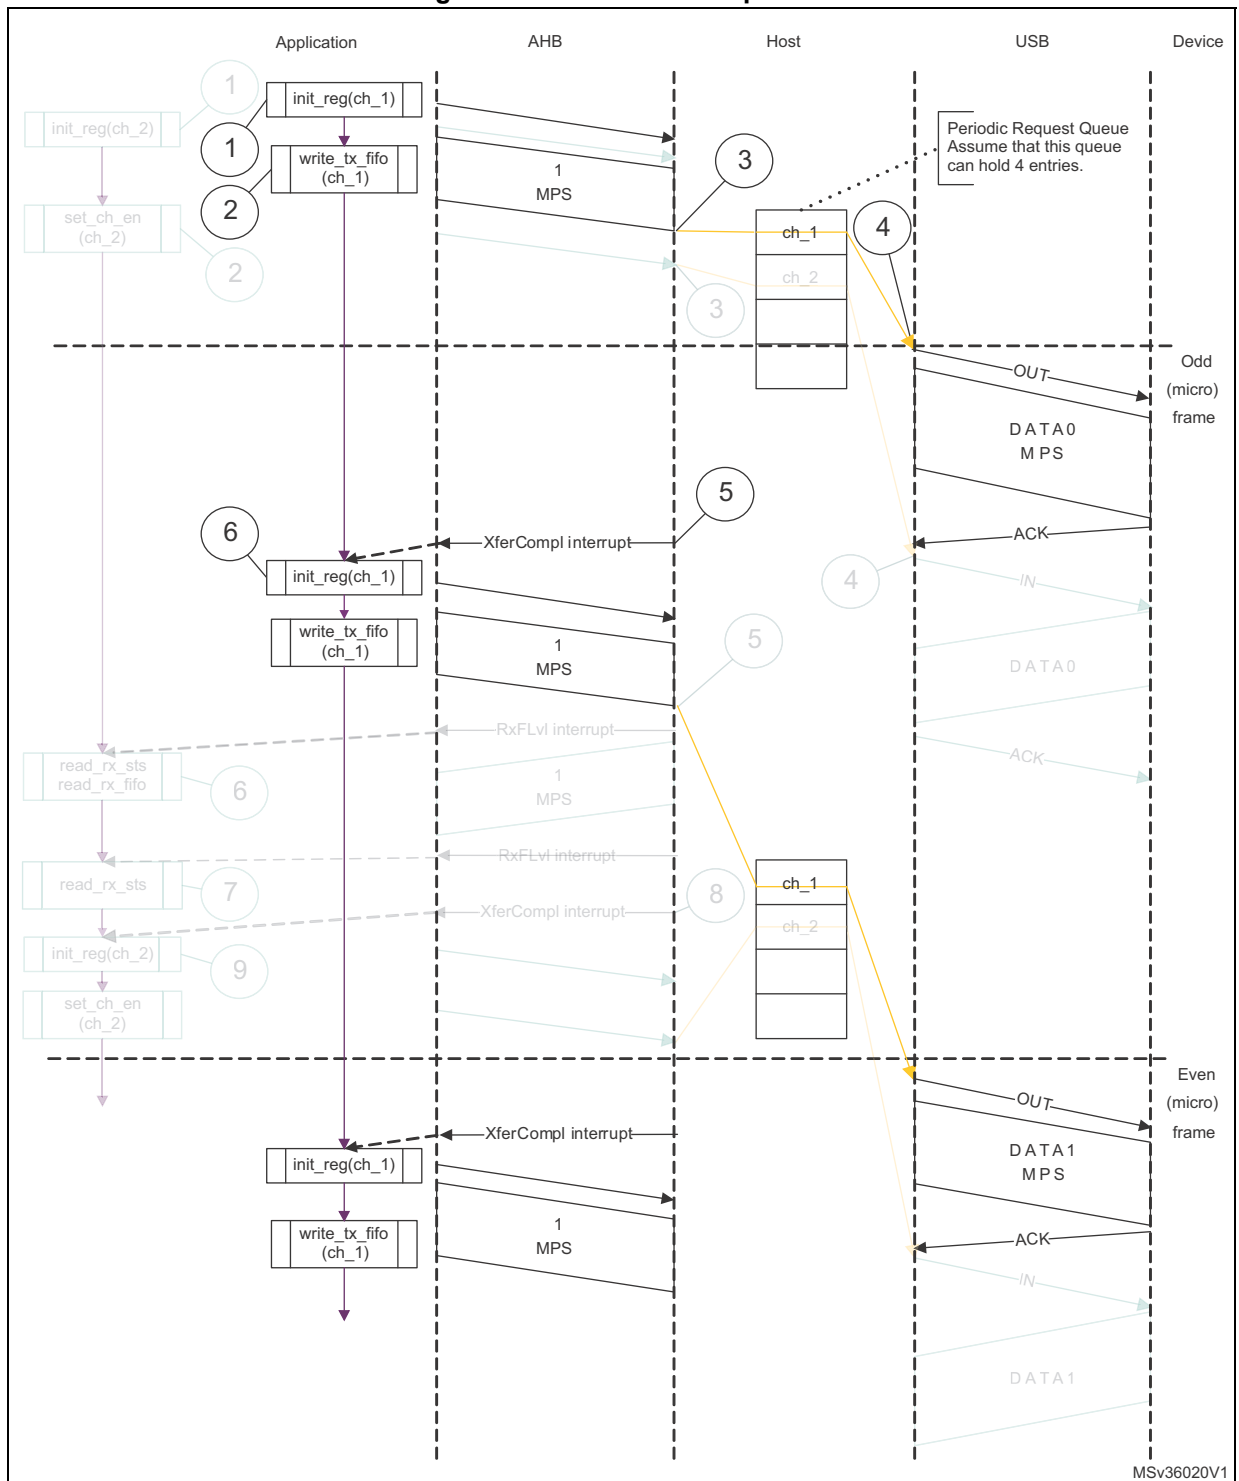 Application
AHB
Host
USB
Device
1
init_reg(ch_2)
init_reg(ch_1)
1
write_tx_fifo
(ch_1)
2
set_ch_en
(ch_2)
2
1
MPS
3
Periodic Request Queue
Assume that this queue
can hold 4 entries.
ch_1
4
ch_2
3
Odd
(micro)
frame
OUT
DATA0
MPS
5
6
XferCompl interrupt
ACK
init_reg(ch_1)
4
IN
write_tx_fifo
(ch_1)
1
MPS
5
DATA0
RxFLvl interrupt
ACK
read_rx_sts
read_rx_fifo
6
1
MPS
RxFLvl interrupt
read_rx_sts
7
ch_1
8
XferCompl interrupt
ch_2
init_reg(ch_2)
9
set_ch_en
(ch_2)
Even
(micro)
frame
OUT
XferCompl interrupt
init_reg(ch_1)
DATA1
MPS
write_tx_fifo
(ch_1)
1
MPS
ACK
IN
DATA1
MSv36020V1